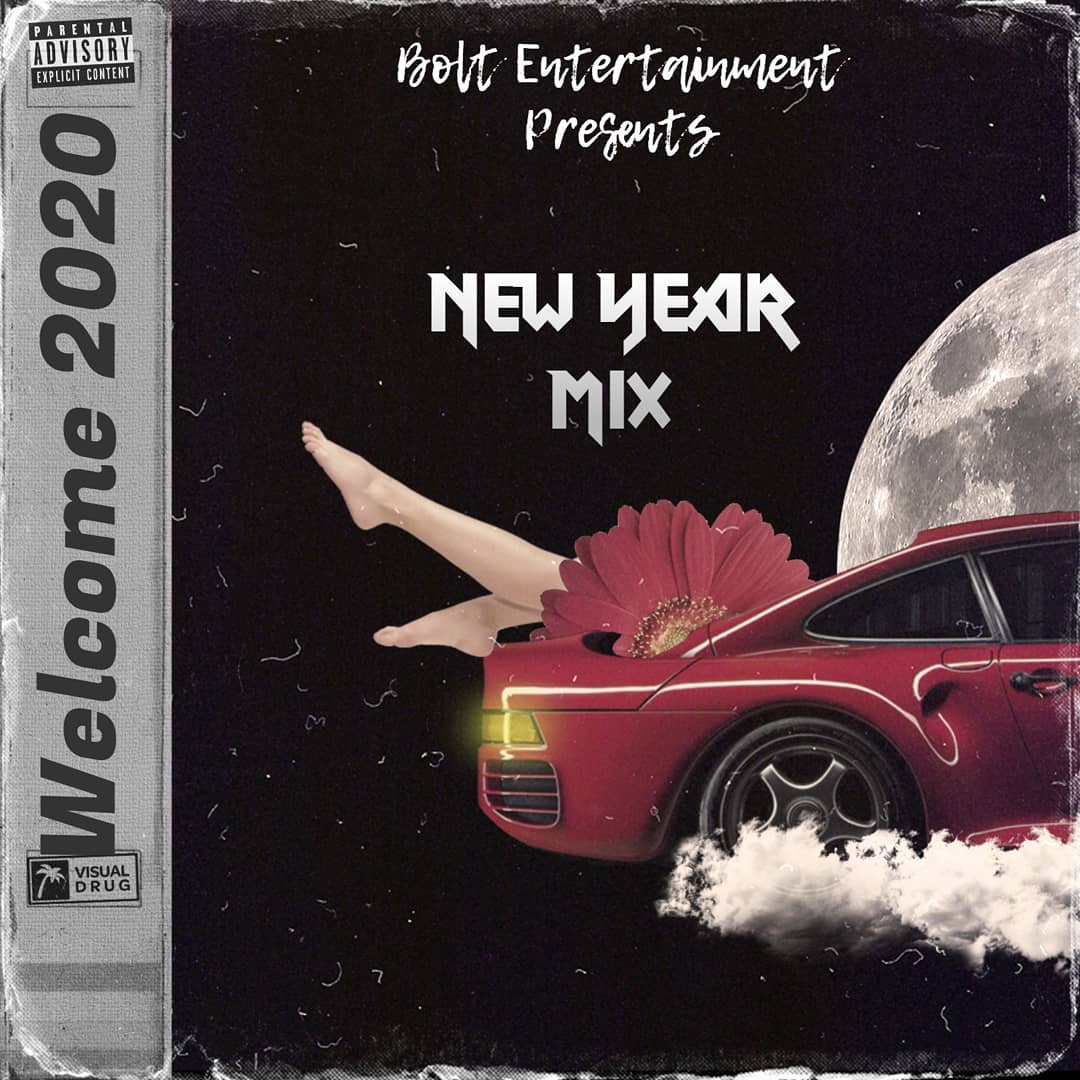 PARENTAL
ADVISORY
EXPLICIT CONTENT
Welcome 2020
VISUAL
DRUG
Bolt Entertainment
Presents
NEW YEAR
MIX